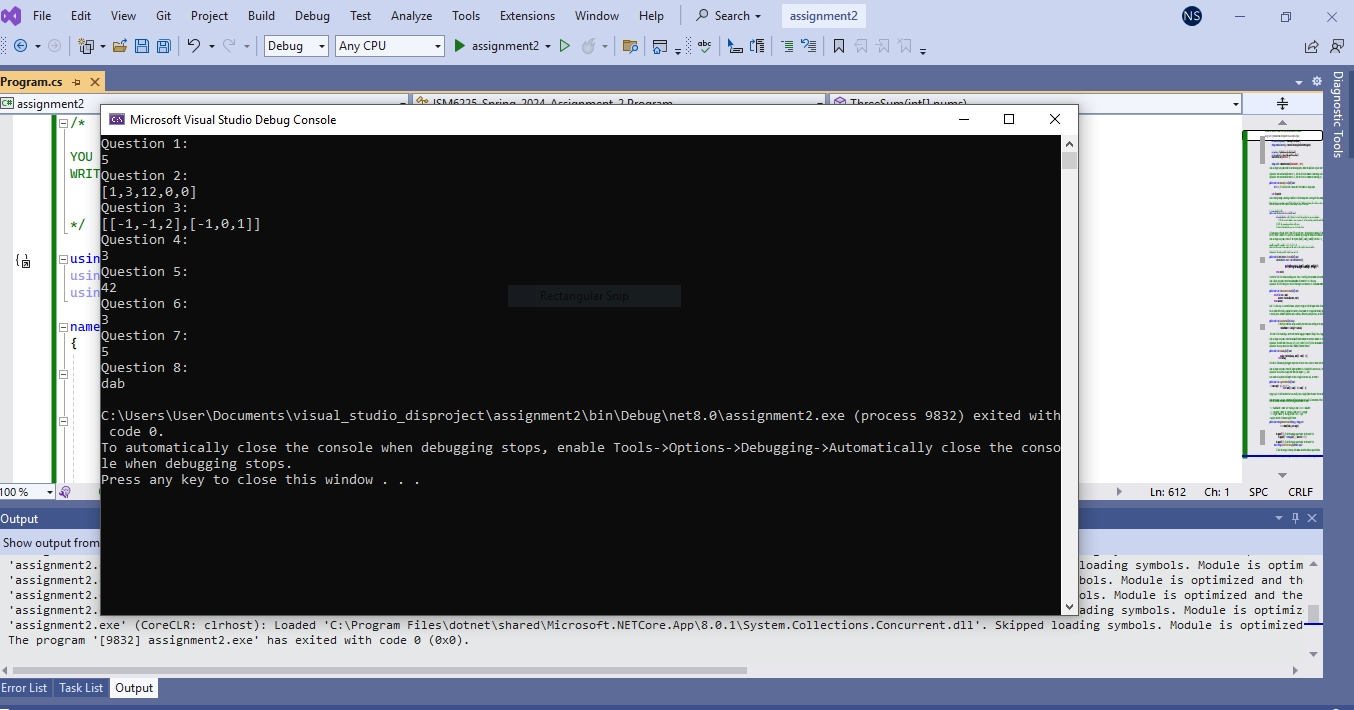 File Edit View Git Project Build Debug Test Analyze Tools Extensions Window Help Search assignment2 NS
Debug Any CPU assignment2
Program.cs
C# assignment2 ISM6225_Spring_2024_Assignment_2.Program ThreeSum(int[] nums)
Diagnostic Tools
/*
YOU
WRIT
*/
usin
usin
usin
name
{
Microsoft Visual Studio Debug Console
Question 1:
5
Question 2:
[1,3,12,0,0]
Question 3:
[[-1,-1,2],[-1,0,1]]
Question 4:
3
Question 5:
42
Question 6:
3
Question 7:
5
Question 8:
dab
Rectangular Snip
C:\Users\User\Documents\visual_studio_disproject\assignment2\bin\Debug\net8.0\assignment2.exe (process 9832) exited with
code 0.
To automatically close the console when debugging stops, enable Tools->Options->Debugging->Automatically close the conso
le when debugging stops.
Press any key to close this window . . .
100 % Ln: 612 Ch: 1 SPC CRLF
Output
Show output from
'assignment2. loading symbols. Module is optim
'assignment2. bols. Module is optimized and th
'assignment2. ols. Module is optimized and the
'assignment2. ading symbols. Module is optimiz
'assignment2.exe' (CoreCLR: clrhost): Loaded 'C:\Program Files\dotnet\shared\Microsoft.NETCore.App\8.0.1\System.Collections.Concurrent.dll'. Skipped loading symbols. Module is optimized
The program '[9832] assignment2.exe' has exited with code 0 (0x0).
Error List Task List Output